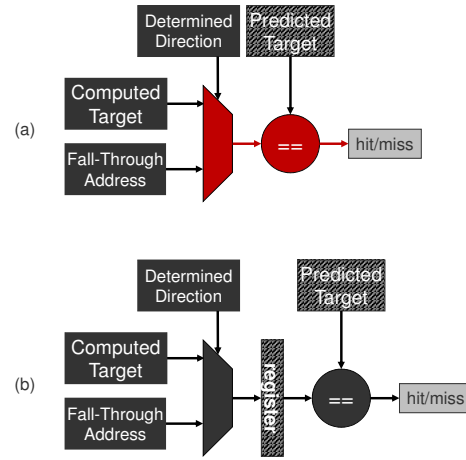 Determined
Direction
Predicted
Target
Computed
Target
(a)
Fall-Through
Address
==
hit/miss
Determined
Direction
Predicted
Target
Computed
Target
(b)
Fall-Through
Address
register
==
hit/miss